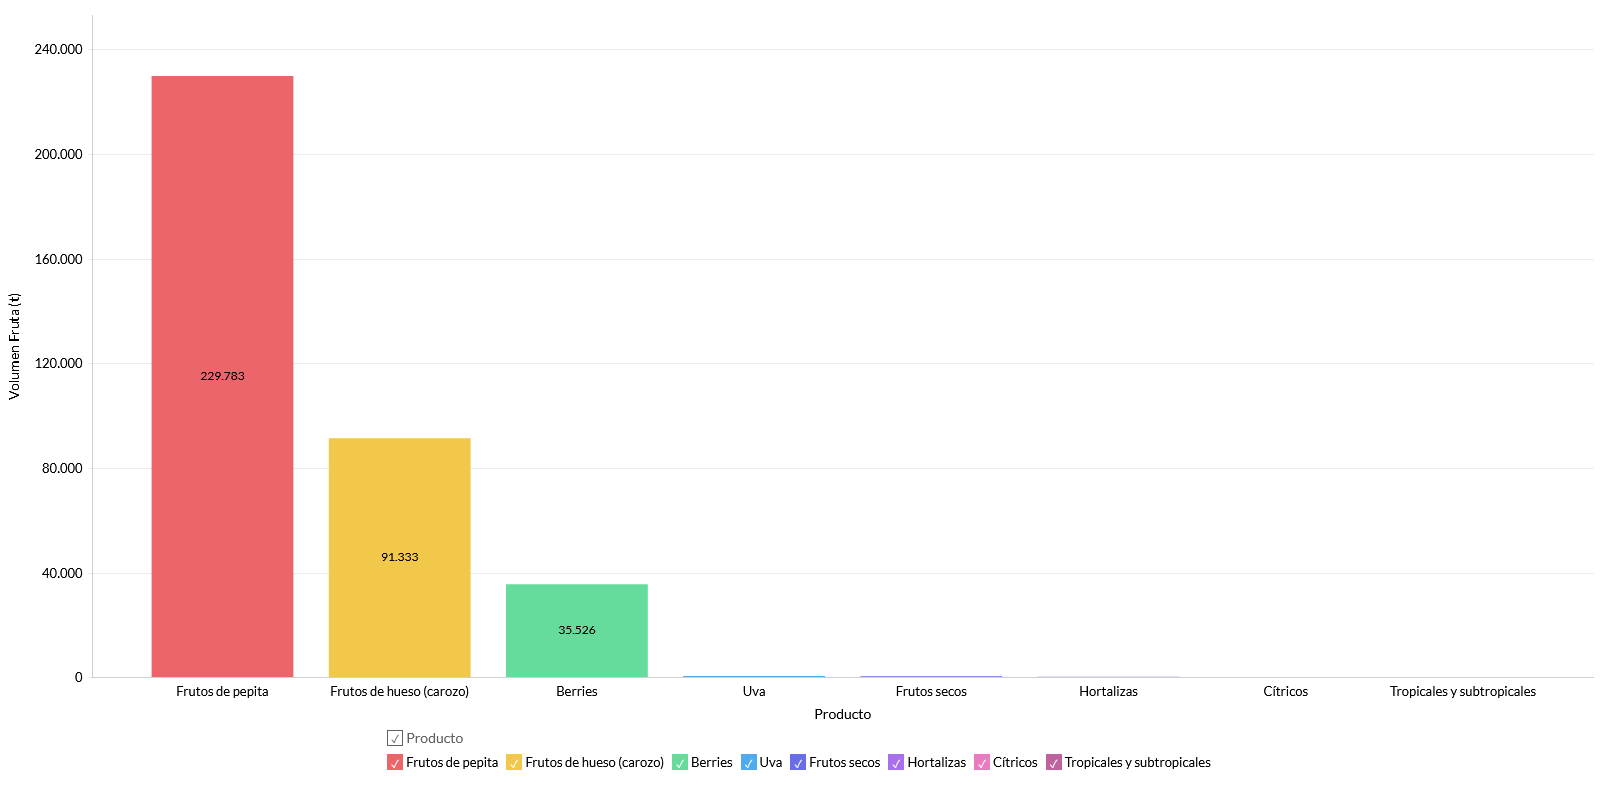 240.000
200.000
160.000
120.000
80.000
40.000
0
Volumen Fruta (t)
229.783
91.333
35.526
Frutos de pepita
Frutos de hueso (carozo)
Berries
Uva
Frutos secos
Hortalizas
Cítricos
Tropicales y subtropicales
Producto
Producto
Frutos de pepita
Frutos de hueso (carozo)
Berries
Uva
Frutos secos
Hortalizas
Cítricos
Tropicales y subtropicales